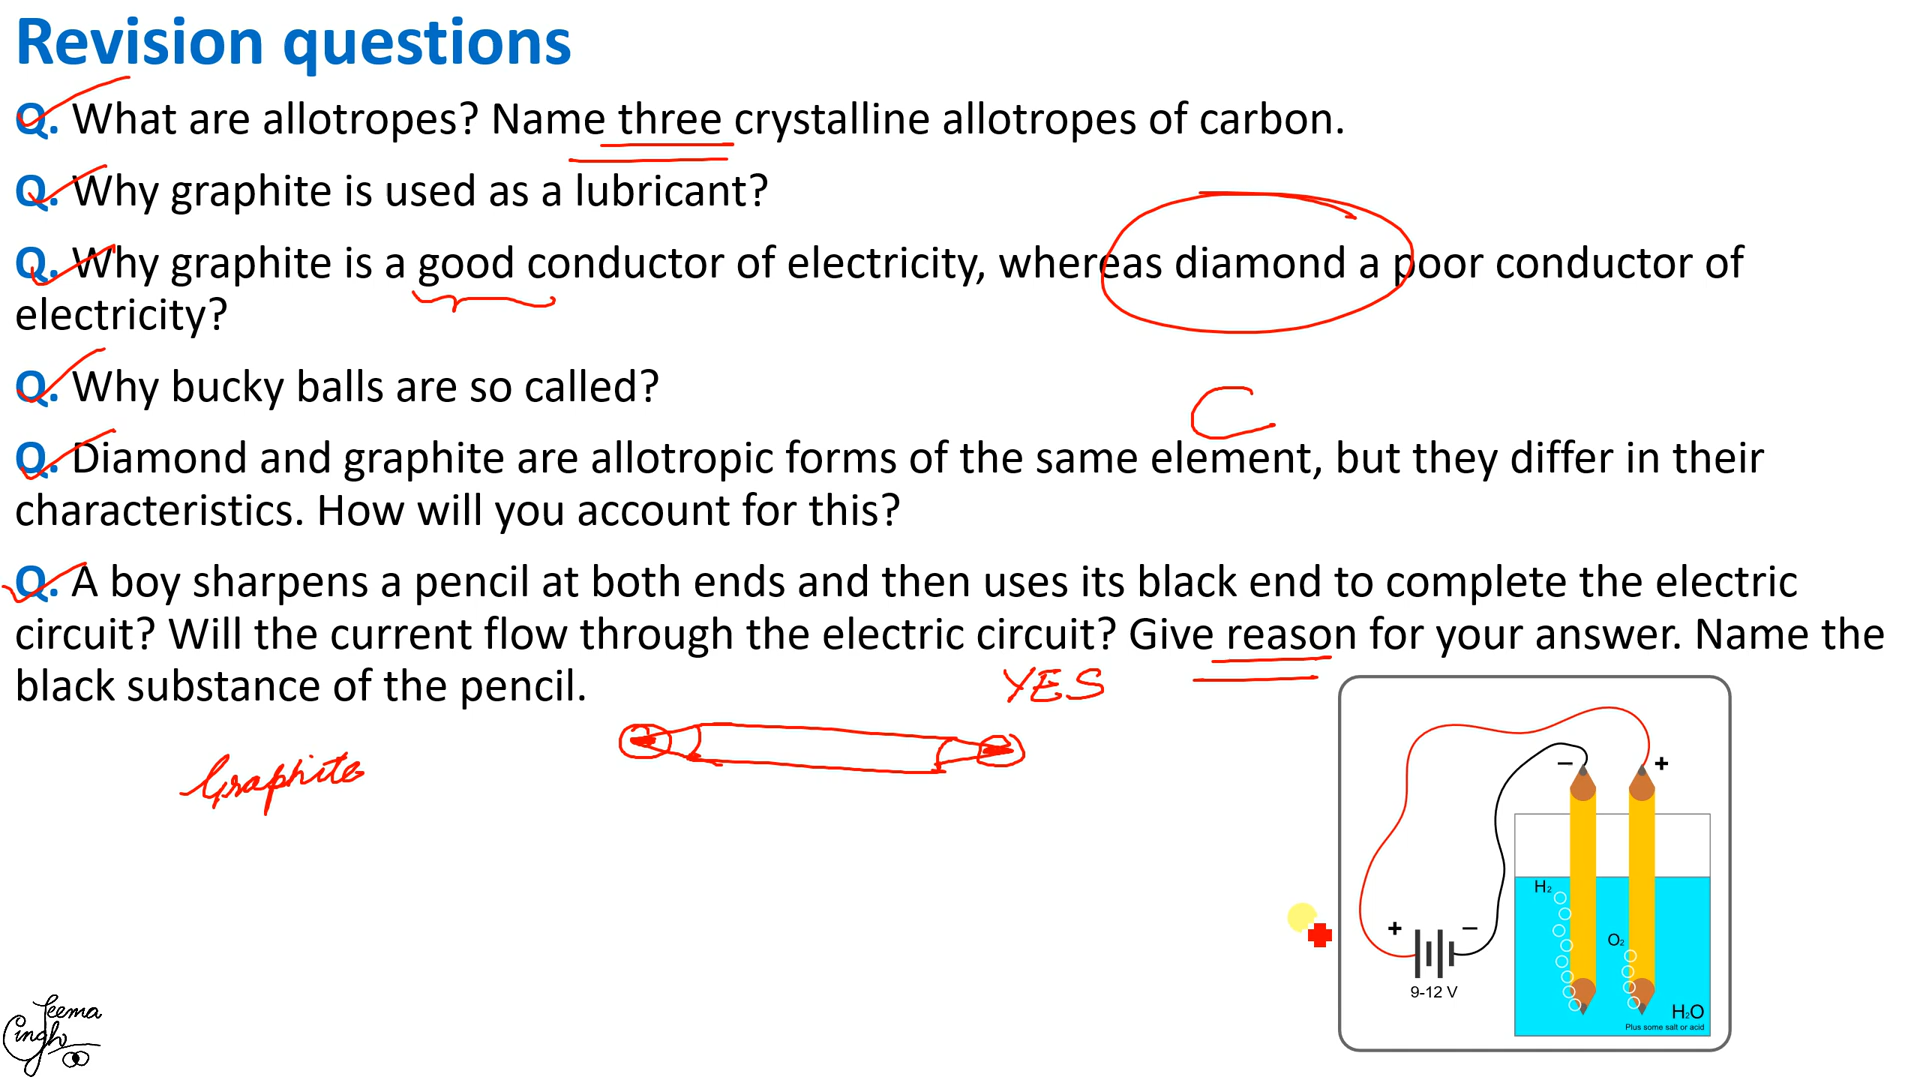 Revision questions
Q. What are allotropes? Name three crystalline allotropes of carbon.
Q. Why graphite is used as a lubricant?
Q. Why graphite is a good conductor of electricity, whereas diamond a poor conductor of
electricity?
Q. Why bucky balls are so called?
C
Q. Diamond and graphite are allotropic forms of the same element, but they differ in their
characteristics. How will you account for this?
Q. A boy sharpens a pencil at both ends and then uses its black end to complete the electric
circuit? Will the current flow through the electric circuit? Give reason for your answer. Name the
black substance of the pencil.
YES
Graphite
− +
H₂
+ −
O₂
9-12 V
H₂O
Plus some salt or acid
Seema
Singh